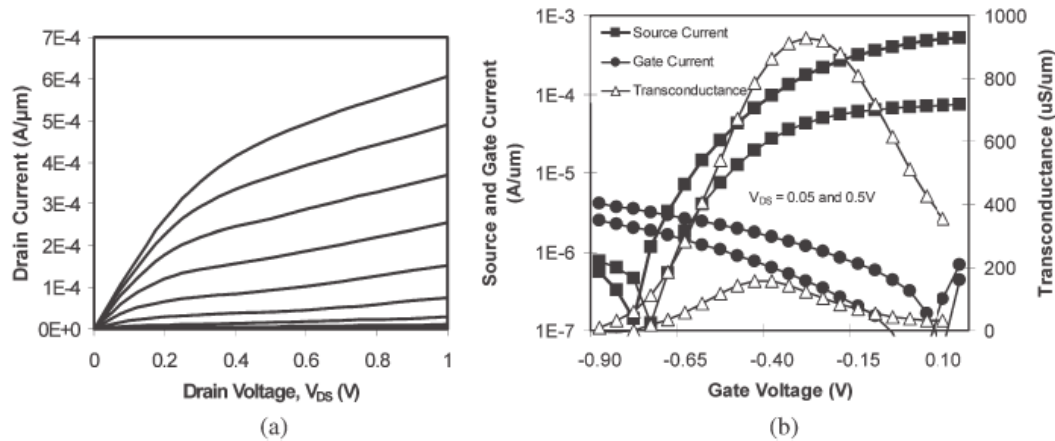 7E-4
6E-4
5E-4
4E-4
3E-4
2E-4
1E-4
0E+0
Drain Current (A/µm)
0 0.2 0.4 0.6 0.8 1
Drain Voltage, VDS (V)
(a)
Source and Gate Current
(A/um)
1E-3
1E-4
1E-5
1E-6
1E-7
Source Current
Gate Current
Transconductance
VDS = 0.05 and 0.5V
1000
800
600
400
200
0
Transconductance (uS/um)
-0.90 -0.65 -0.40 -0.15 0.10
Gate Voltage (V)
(b)